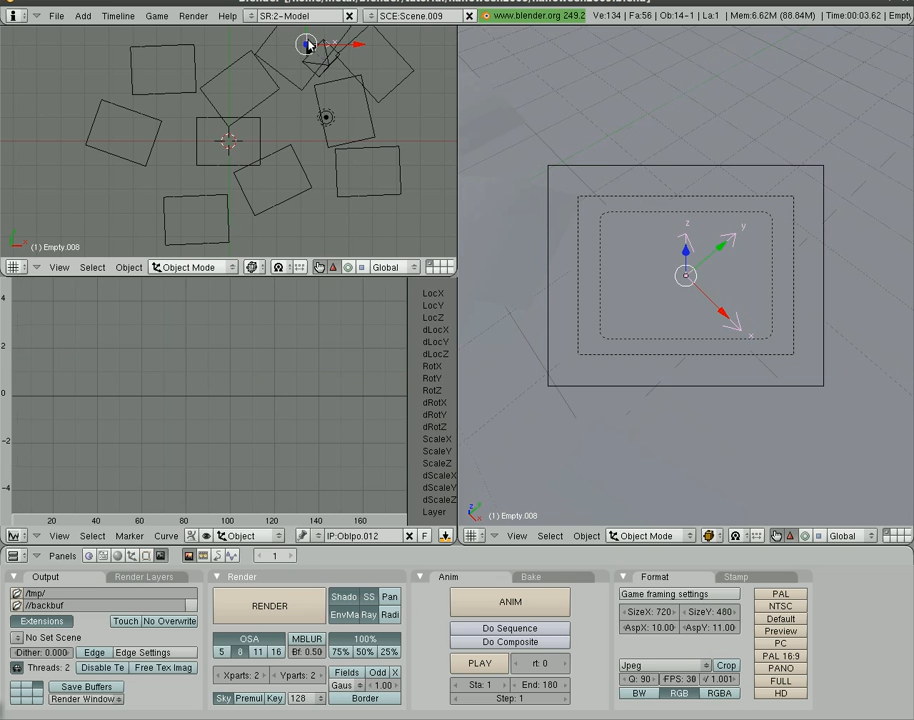 File Add Timeline Game Render Help SR:2-Model SCE:Scene.009 www.blender.org 249.2 Ve:134 | Fa:56 | Ob:14-1 | La:1 | Mem:6.62M (88.84M) | Time:00:03.62 | Empty
x
(1) Empty.008
View Select Object Object Mode Global
z
y
x
(1) Empty.008
4
2
0
-2
-4
20 40 60 80 100 120 140 160
LocX
LocY
LocZ
dLocX
dLocY
dLocZ
RotX
RotY
RotZ
dRotX
dRotY
dRotZ
ScaleX
ScaleY
ScaleZ
dScaleX
dScaleY
dScaleZ
Layer
View Select Marker Curve Object IP:ObIpo.012 F
View Select Object Object Mode Global
Panels 1
Output Render Layers
/tmp/
//backbuf
Extensions Touch No Overwrite
No Set Scene
Dither: 0.000 Edge Edge Settings
Threads: 2 Disable Te Free Tex Imag
Save Buffers
Render Window
Render
RENDER
Shado SS Pan
EnvMa Ray Radi
OSA MBLUR 100%
5 8 11 16 Bf: 0.50 75% 50% 25%
Xparts: 2 Yparts: 2 Fields Odd X
Gaus 1.00
Sky Premul Key 128 Border
Anim Bake
ANIM
Do Sequence
Do Composite
PLAY rt: 0
Sta: 1 End: 180
Step: 1
Format Stamp
Game framing settings
SizeX: 720 SizeY: 480
AspX: 10.00 AspY: 11.00
Jpeg Crop
Q: 90 FPS: 30 / 1.001
BW RGB RGBA
PAL
NTSC
Default
Preview
PC
PAL 16:9
PANO
FULL
HD